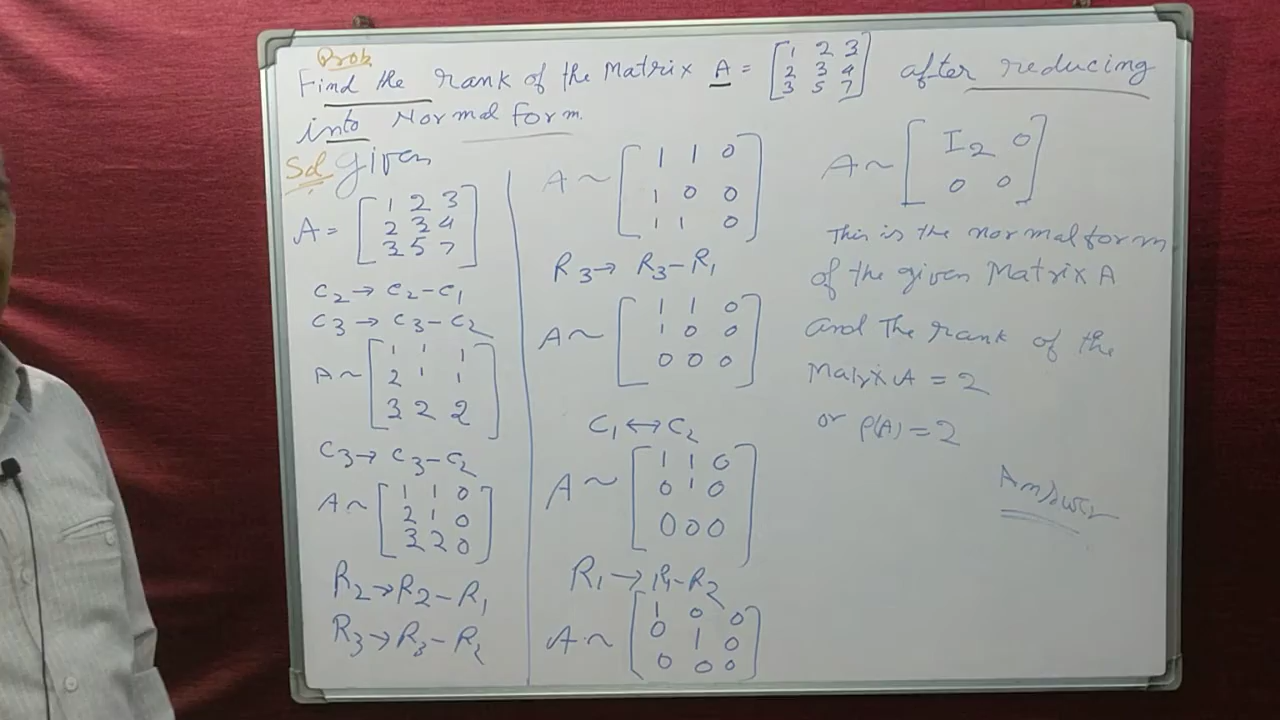 Prob.
Find the rank of the Matrix A = [1 2 3
2 3 4
3 5 7] after reducing
into Normal form.
Sol given
A = [1 2 3
2 3 4
3 5 7]
C2 → C2 - C1
C3 → C3 - C2
A ~ [1 1 1
2 1 1
3 2 2]
C3 → C3 - C2
A ~ [1 1 0
2 1 0
3 2 0]
R2 → R2 - R1
R3 → R3 - R2
A ~ [1 1 0
1 0 0
1 1 0]
R3 → R3 - R1
A ~ [1 1 0
1 0 0
0 0 0]
C1 ↔ C2
A ~ [1 1 0
0 1 0
0 0 0]
R1 → R1 - R2
A ~ [1 0 0
0 1 0
0 0 0]
A ~ [I2 0
0 0]
This is the normal form
of the given Matrix A
and The rank of the
Matrix A = 2
or ρ(A) = 2
Answer